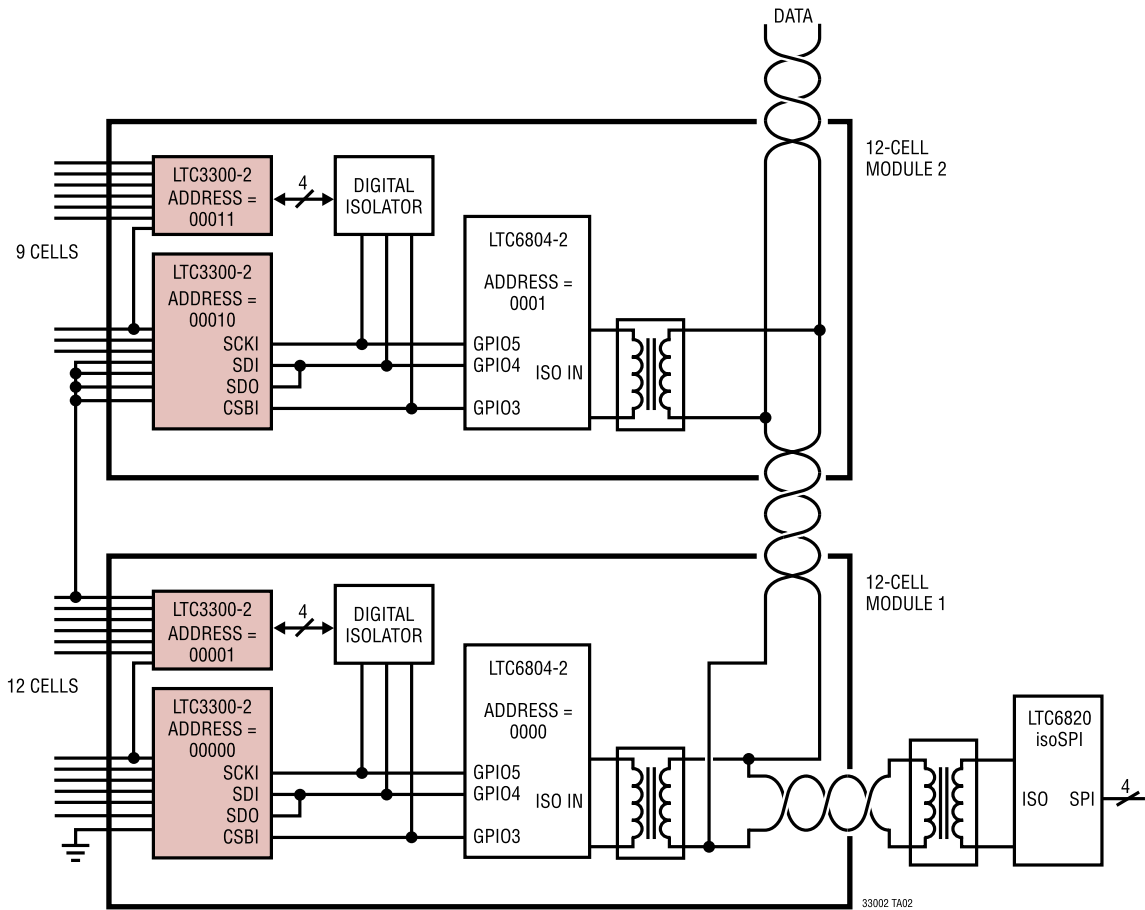 DATA
12-CELL
MODULE 2
LTC3300-2
ADDRESS =
00011
4
DIGITAL
ISOLATOR
9 CELLS
LTC3300-2
ADDRESS =
00010
SCKI
SDI
SDO
CSBI
LTC6804-2
ADDRESS =
0001
GPIO5
GPIO4
ISO IN
GPIO3
12-CELL
MODULE 1
LTC3300-2
ADDRESS =
00001
4
DIGITAL
ISOLATOR
12 CELLS
LTC3300-2
ADDRESS =
00000
SCKI
SDI
SDO
CSBI
LTC6804-2
ADDRESS =
0000
GPIO5
GPIO4
ISO IN
GPIO3
LTC6820
isoSPI
ISO
SPI
4
33002 TA02